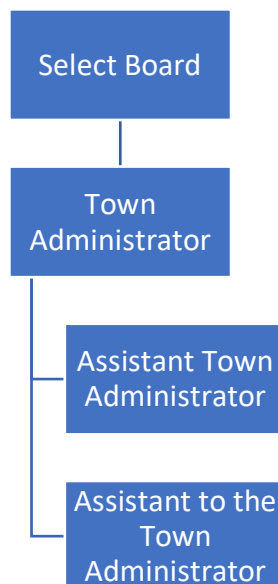 Select Board
Town
Administrator
Assistant Town
Administrator
Assistant to the
Town
Administrator